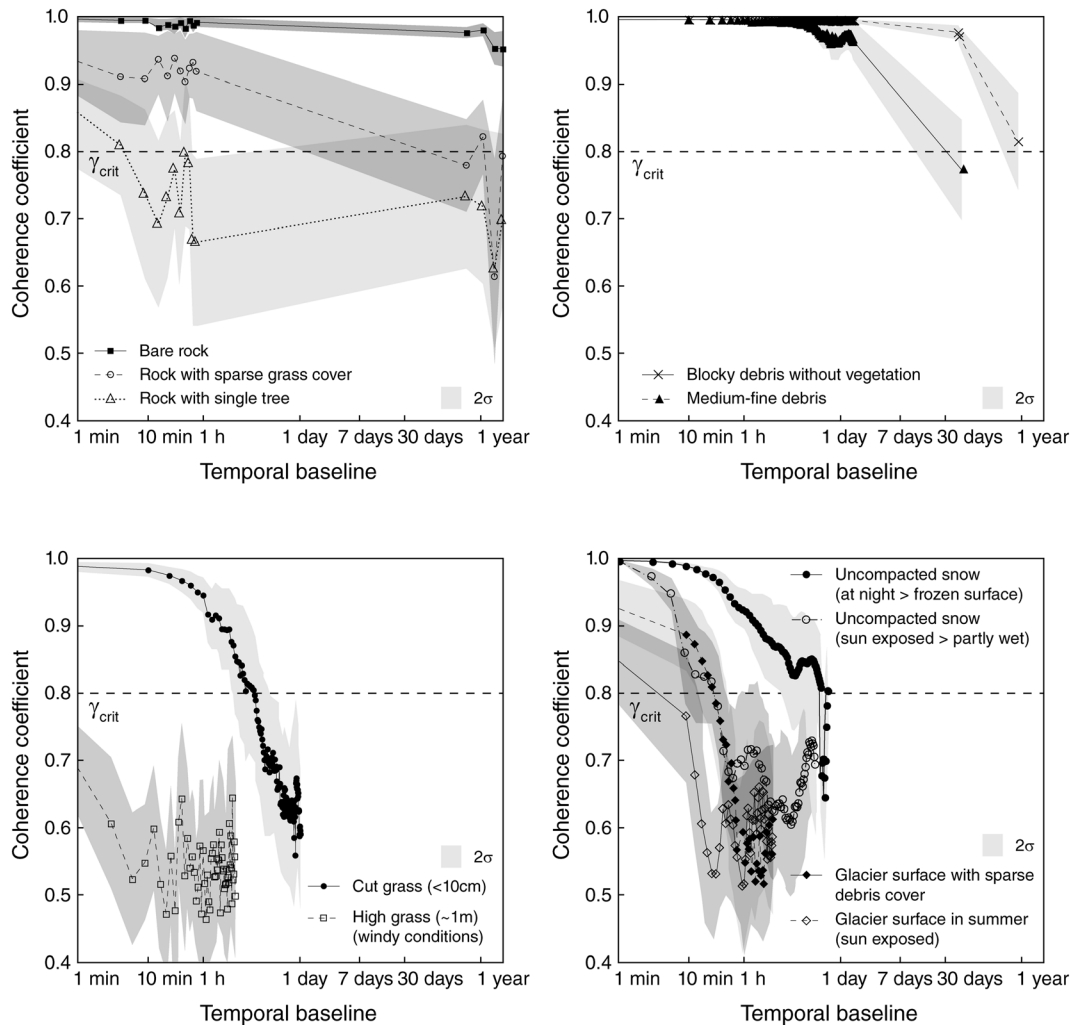 1.0
0.9
0.8
0.7
0.6
0.5
0.4
Coherence coefficient
γcrit
Bare rock
Rock with sparse grass cover
Rock with single tree
2σ
1 min
10 min
1 h
1 day
7 days
30 days
1 year
Temporal baseline
1.0
0.9
0.8
0.7
0.6
0.5
0.4
Coherence coefficient
γcrit
Blocky debris without vegetation
Medium-fine debris
2σ
1 min
10 min
1 h
1 day
7 days
30 days
1 year
Temporal baseline
1.0
0.9
0.8
0.7
0.6
0.5
0.4
Coherence coefficient
γcrit
2σ
Cut grass (<10cm)
High grass (~1m)
(windy conditions)
1 min
10 min
1 h
1 day
7 days
30 days
1 year
Temporal baseline
1.0
0.9
0.8
0.7
0.6
0.5
0.4
Coherence coefficient
Uncompacted snow
(at night > frozen surface)
Uncompacted snow
(sun exposed > partly wet)
γcrit
2σ
Glacier surface with sparse
debris cover
Glacier surface in summer
(sun exposed)
1 min
10 min
1 h
1 day
7 days
30 days
1 year
Temporal baseline